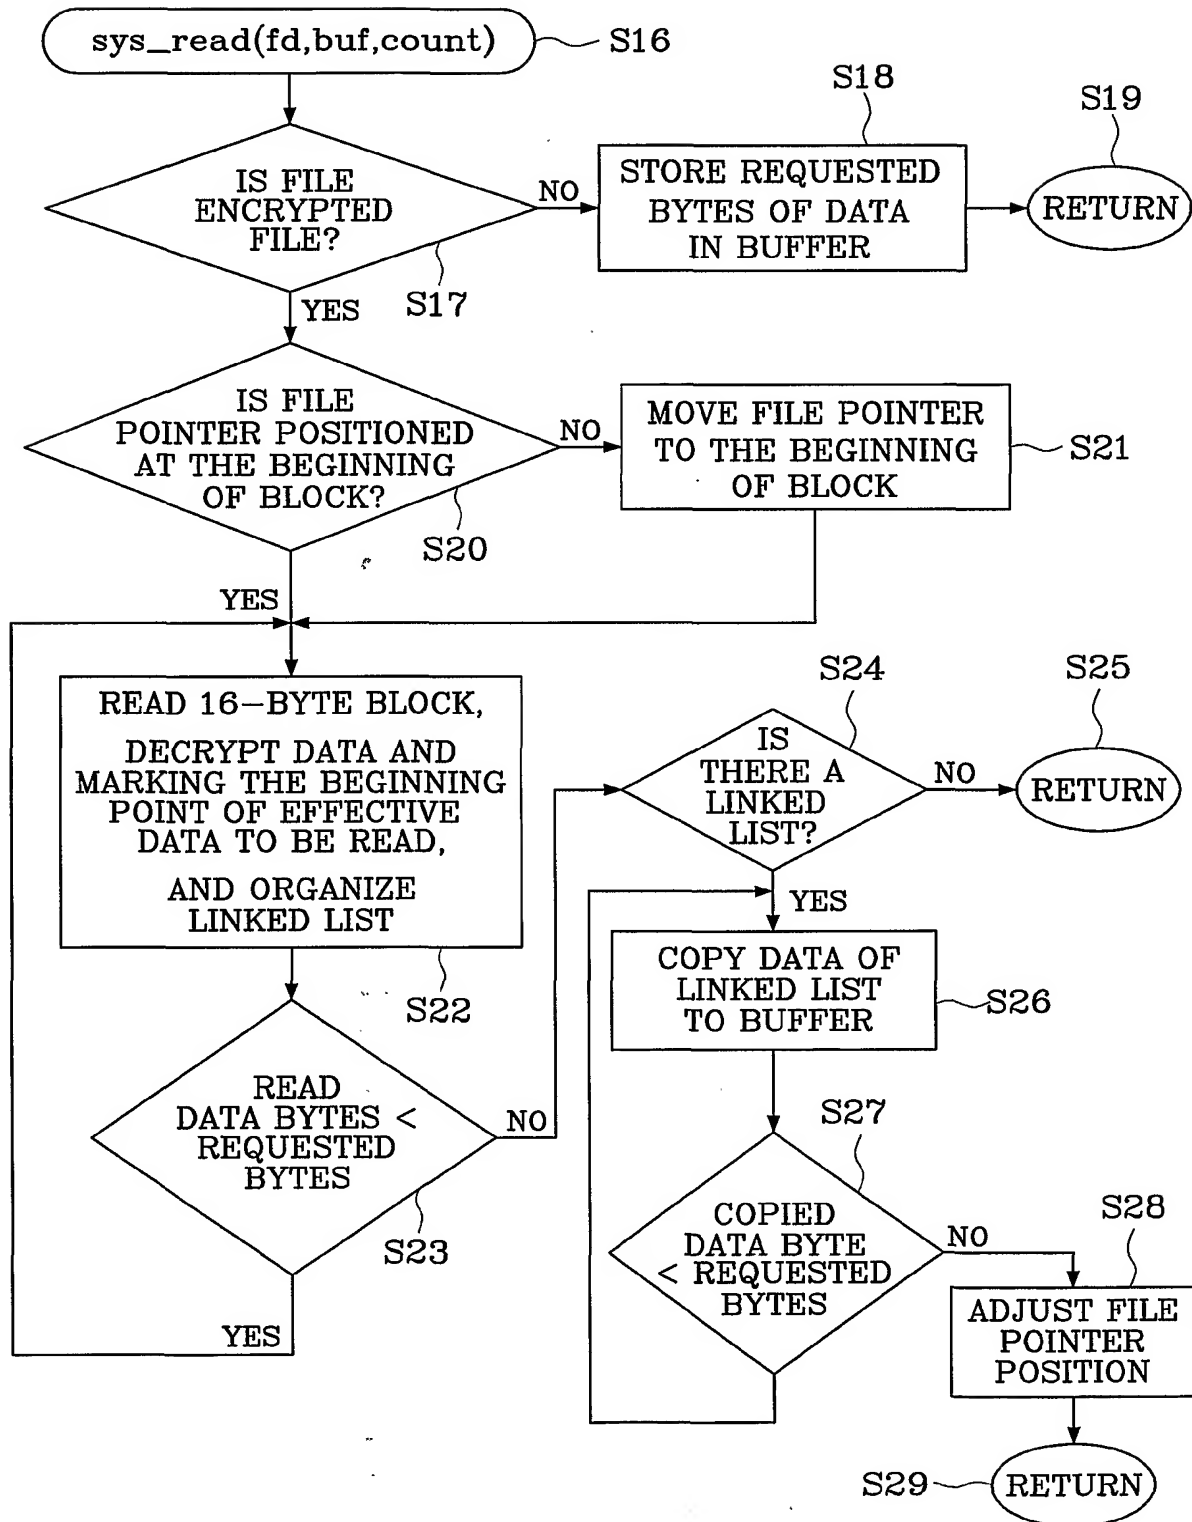 sys_read(fd,buf,count)
S16
IS FILE
ENCRYPTED
FILE?
S17
NO
STORE REQUESTED
BYTES OF DATA
IN BUFFER
S18
RETURN
S19
YES
IS FILE
POINTER POSITIONED
AT THE BEGINNING
OF BLOCK?
S20
NO
MOVE FILE POINTER
TO THE BEGINNING
OF BLOCK
S21
YES
READ 16-BYTE BLOCK,
DECRYPT DATA AND
MARKING THE BEGINNING
POINT OF EFFECTIVE
DATA TO BE READ,
AND ORGANIZE
LINKED LIST
S22
READ
DATA BYTES <
REQUESTED
BYTES
S23
YES
NO
IS
THERE A
LINKED
LIST?
S24
NO
RETURN
S25
YES
COPY DATA OF
LINKED LIST
TO BUFFER
S26
COPIED
DATA BYTE
< REQUESTED
BYTES
S27
NO
ADJUST FILE
POINTER
POSITION
S28
RETURN
S29